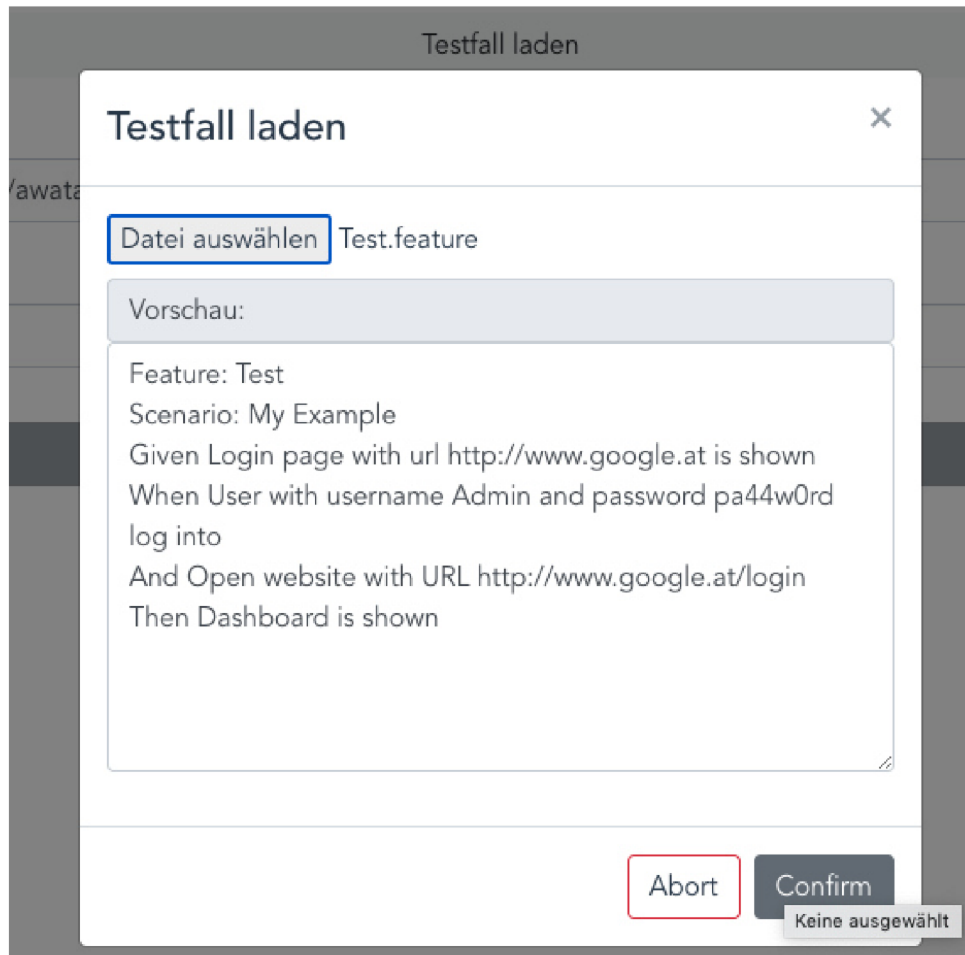 Testfall laden
Testfall laden
×
/awata
Datei auswählen Test.feature
Vorschau:
Feature: Test
Scenario: My Example
Given Login page with url http://www.google.at is shown
When User with username Admin and password pa44w0rd
log into
And Open website with URL http://www.google.at/login
Then Dashboard is shown
Abort Confirm
Keine ausgewählt